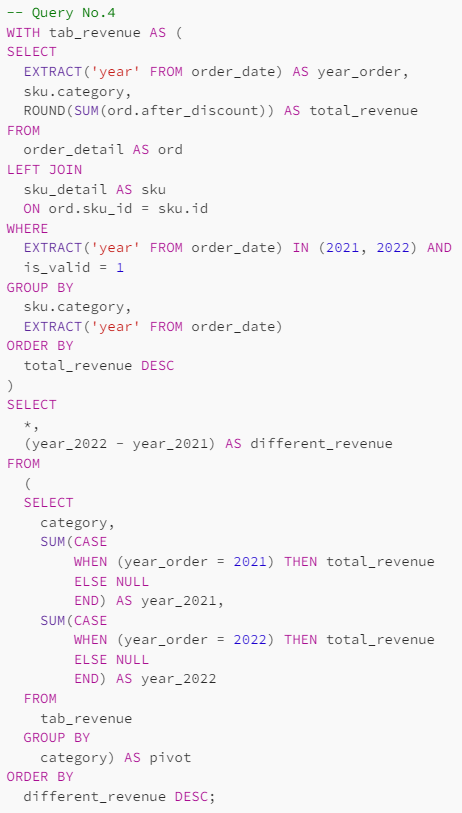 -- Query No.4
WITH tab_revenue AS (
SELECT
  EXTRACT('year' FROM order_date) AS year_order,
  sku.category,
  ROUND(SUM(ord.after_discount)) AS total_revenue
FROM
  order_detail AS ord
LEFT JOIN
  sku_detail AS sku
  ON ord.sku_id = sku.id
WHERE
  EXTRACT('year' FROM order_date) IN (2021, 2022) AND
  is_valid = 1
GROUP BY
  sku.category,
  EXTRACT('year' FROM order_date)
ORDER BY
  total_revenue DESC
)
SELECT
  *,
  (year_2022 - year_2021) AS different_revenue
FROM
  (
  SELECT
    category,
    SUM(CASE
        WHEN (year_order = 2021) THEN total_revenue
        ELSE NULL
        END) AS year_2021,
    SUM(CASE
        WHEN (year_order = 2022) THEN total_revenue
        ELSE NULL
        END) AS year_2022
  FROM
    tab_revenue
  GROUP BY
    category) AS pivot
ORDER BY
  different_revenue DESC;